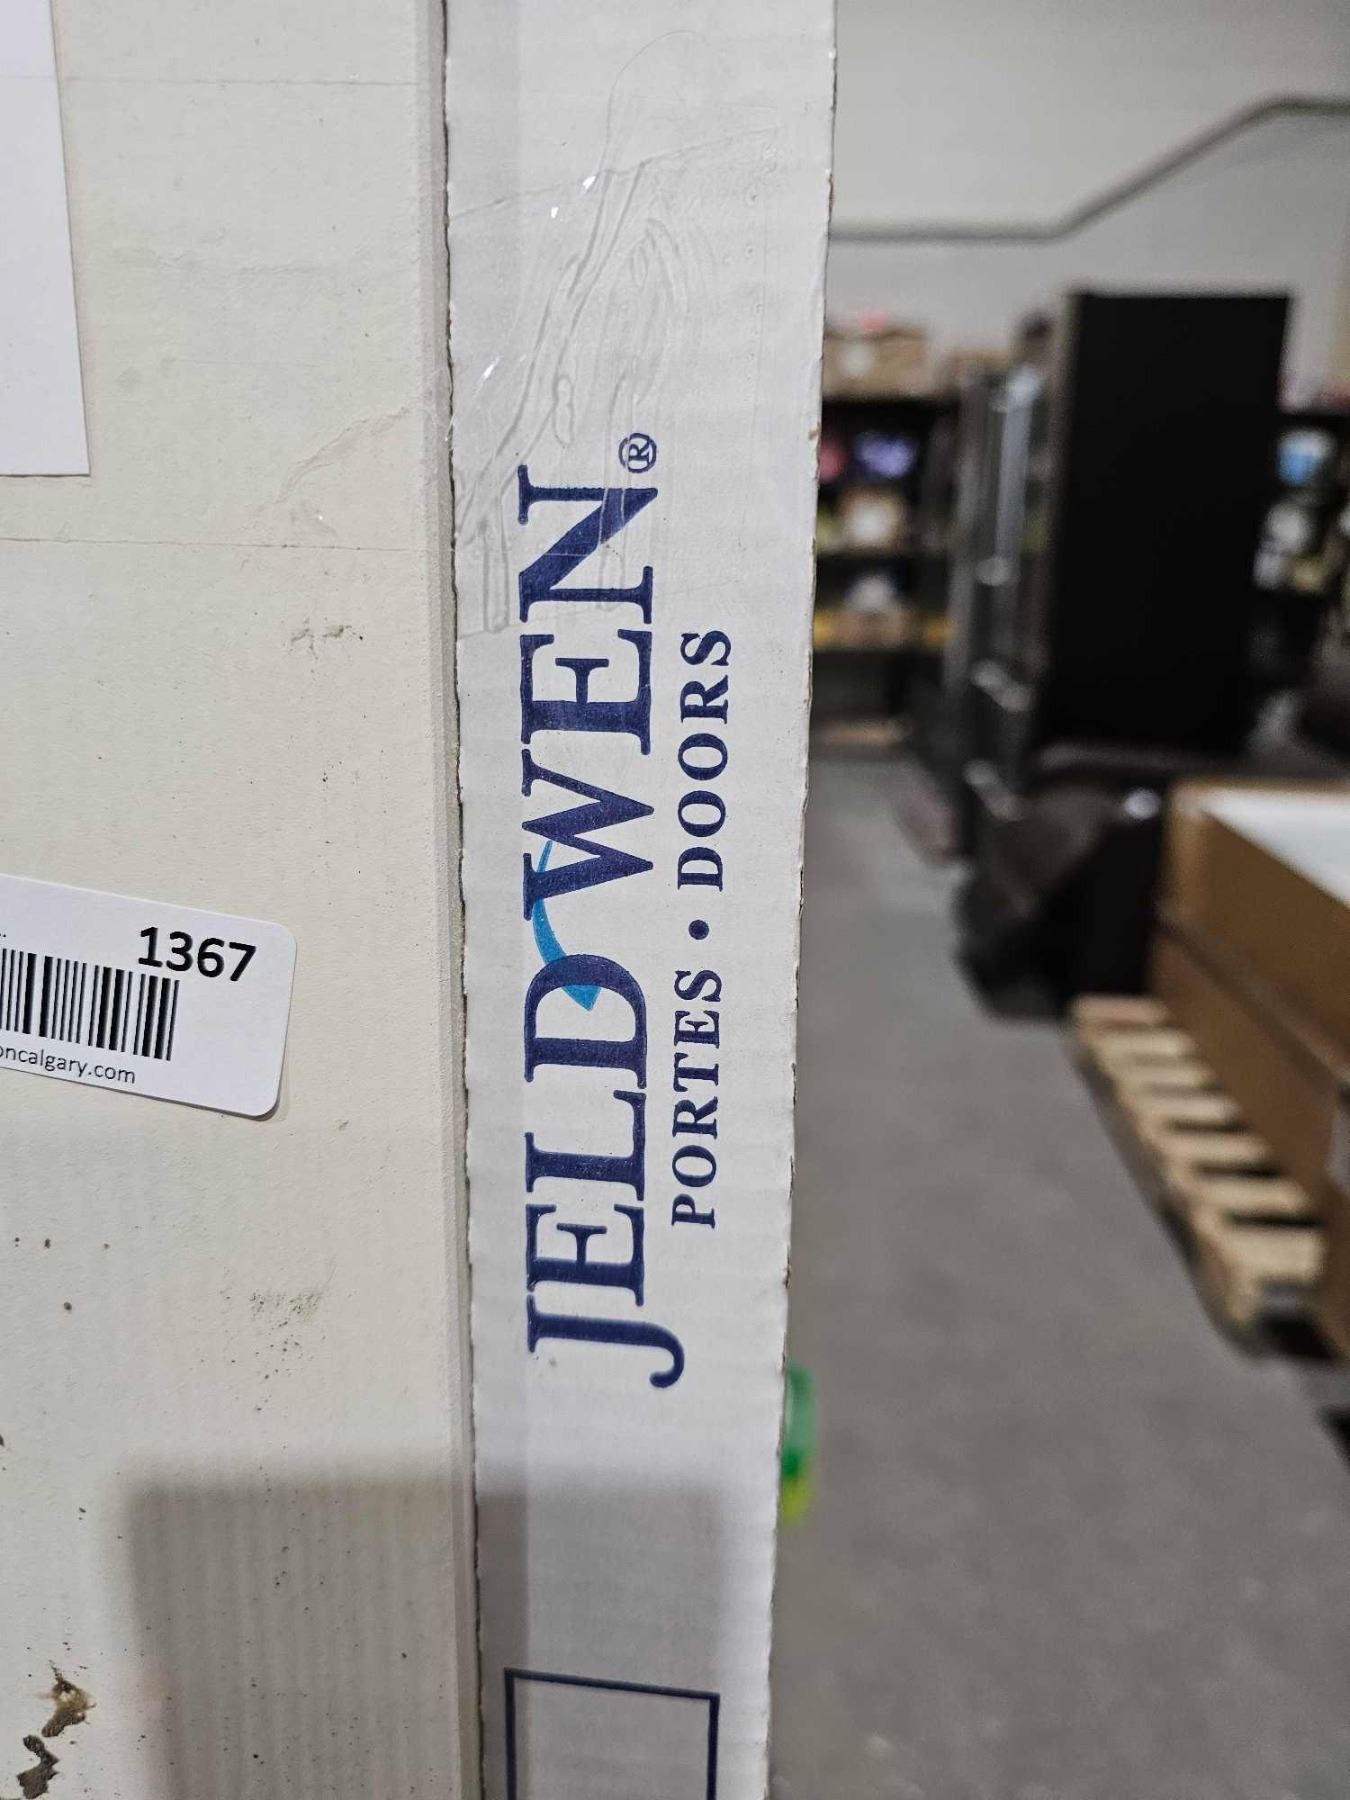 JELD-WEN®
PORTES • DOORS
1367
oncalgary.com